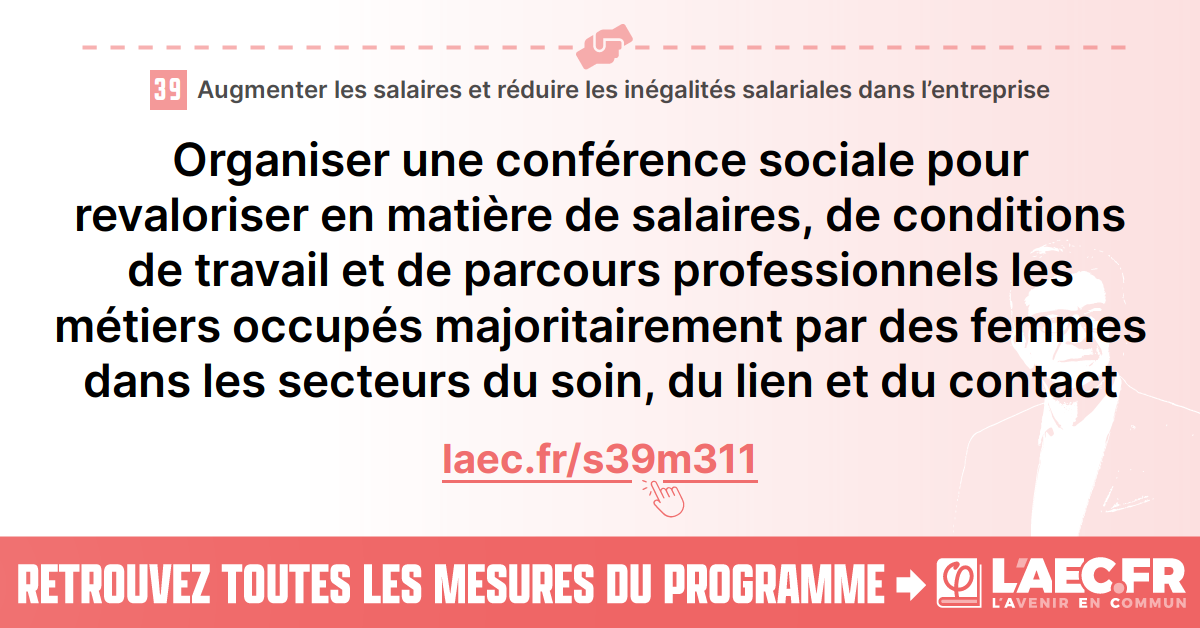 39 Augmenter les salaires et réduire les inégalités salariales dans l’entreprise
Organiser une conférence sociale pour
revaloriser en matière de salaires, de conditions
de travail et de parcours professionnels les
métiers occupés majoritairement par des femmes
dans les secteurs du soin, du lien et du contact
laec.fr/s39m311
RETROUVEZ TOUTES LES MESURES DU PROGRAMME
L'AEC.FR
L'AVENIR EN COMMUN